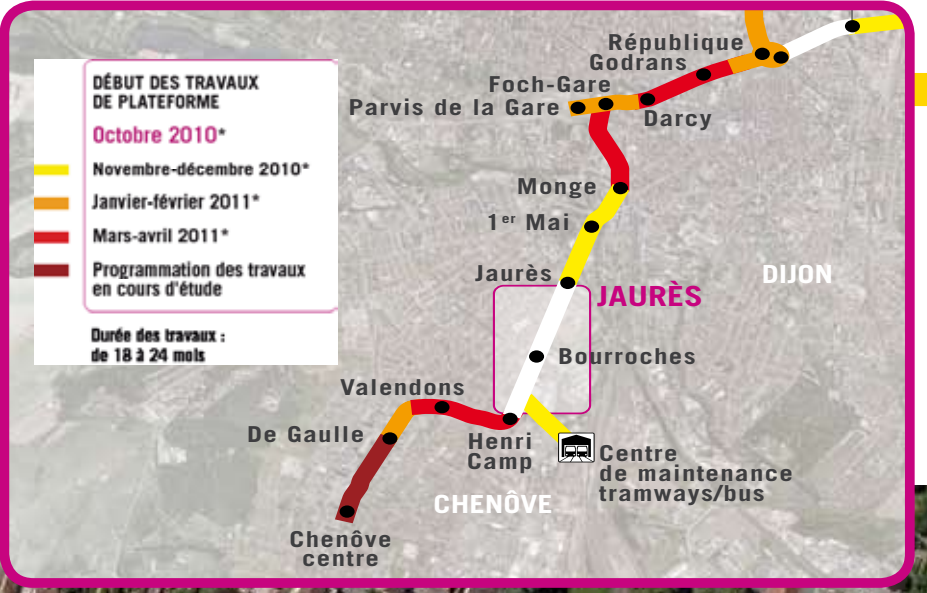 DÉBUT DES TRAVAUX
DE PLATEFORME
Octobre 2010*
Novembre-décembre 2010*
Janvier-février 2011*
Mars-avril 2011*
Programmation des travaux
en cours d'étude
Durée des travaux :
de 18 à 24 mois
République
Godrans
Foch-Gare
Parvis de la Gare
Darcy
Monge
1er Mai
Jaurès
JAURÈS
DIJON
Bourroches
Valendons
De Gaulle
Henri
Camp
Centre
de maintenance
tramways/bus
CHENÔVE
Chenôve
centre